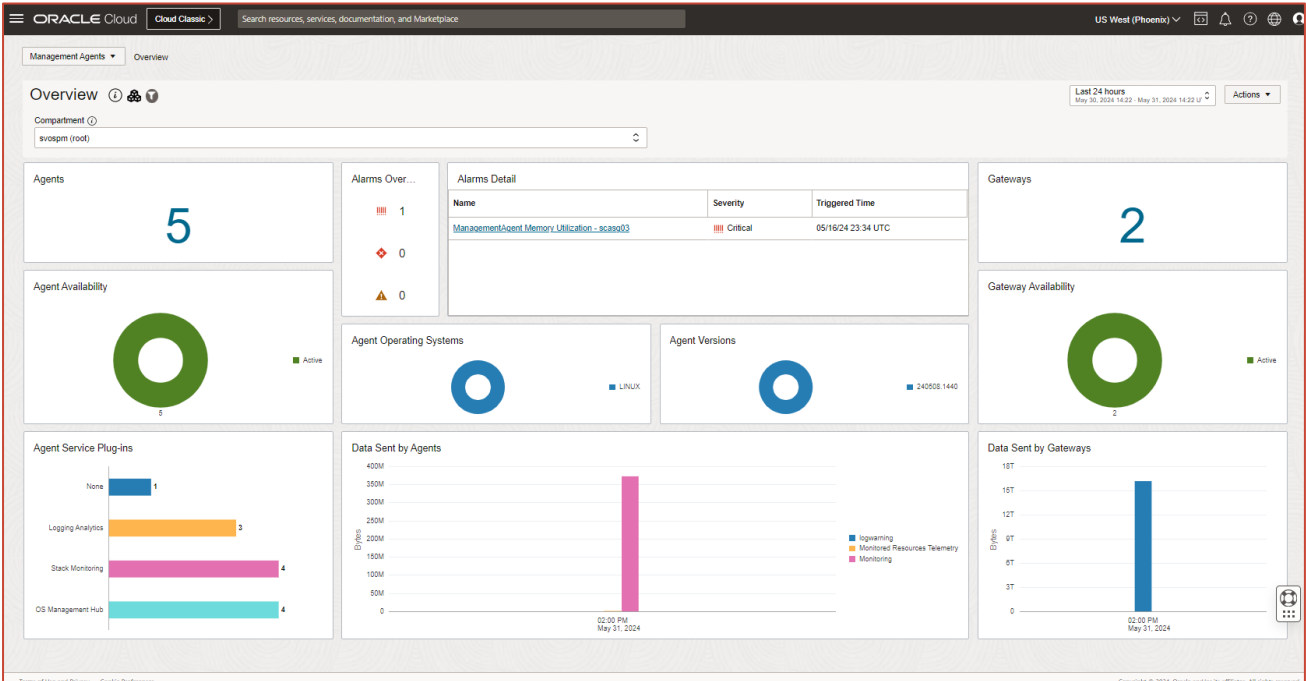 ORACLE Cloud
Cloud Classic >
Search resources, services, documentation, and Marketplace
US West (Phoenix)
Management Agents
Overview
Overview
Last 24 hours
May 30, 2024 14:22 - May 31, 2024 14:22 U
Actions
Compartment
svospm (root)
Agents
5
Alarms Over...
1
0
0
Alarms Detail
Name Severity Triggered Time
ManagementAgent Memory Utilization - scasg03 Critical 05/16/24 23:34 UTC
Gateways
2
Agent Availability
Active
5
Agent Operating Systems
LINUX
Agent Versions
240508.1440
Gateway Availability
Active
2
Agent Service Plug-ins
None 1
Logging Analytics 3
Stack Monitoring 4
OS Management Hub 4
Data Sent by Agents
Bytes
400M
350M
300M
250M
200M
150M
100M
50M
0
02:00 PM
May 31, 2024
logwarning
Monitored Resources Telemetry
Monitoring
Data Sent by Gateways
Bytes
18T
15T
12T
9T
6T
3T
0
02:00 PM
May 31, 2024